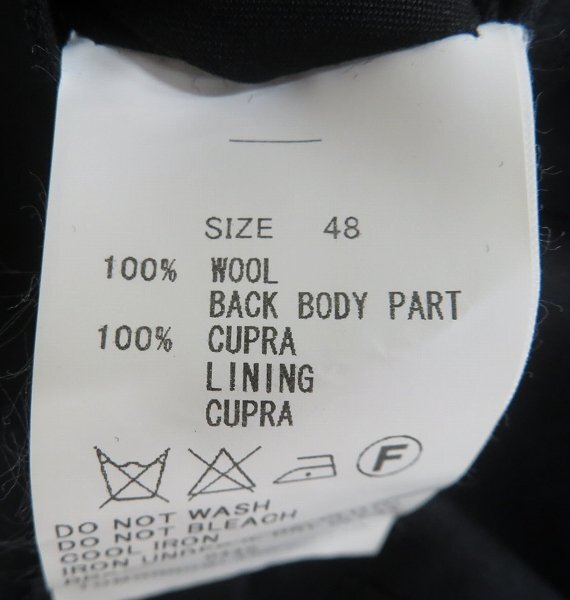 SIZE 48
100% WOOL
BACK BODY PART
100% CUPRA
LINING
CUPRA
F
DO NOT WASH
DO NOT BLEACH
COOL IRON
IRON